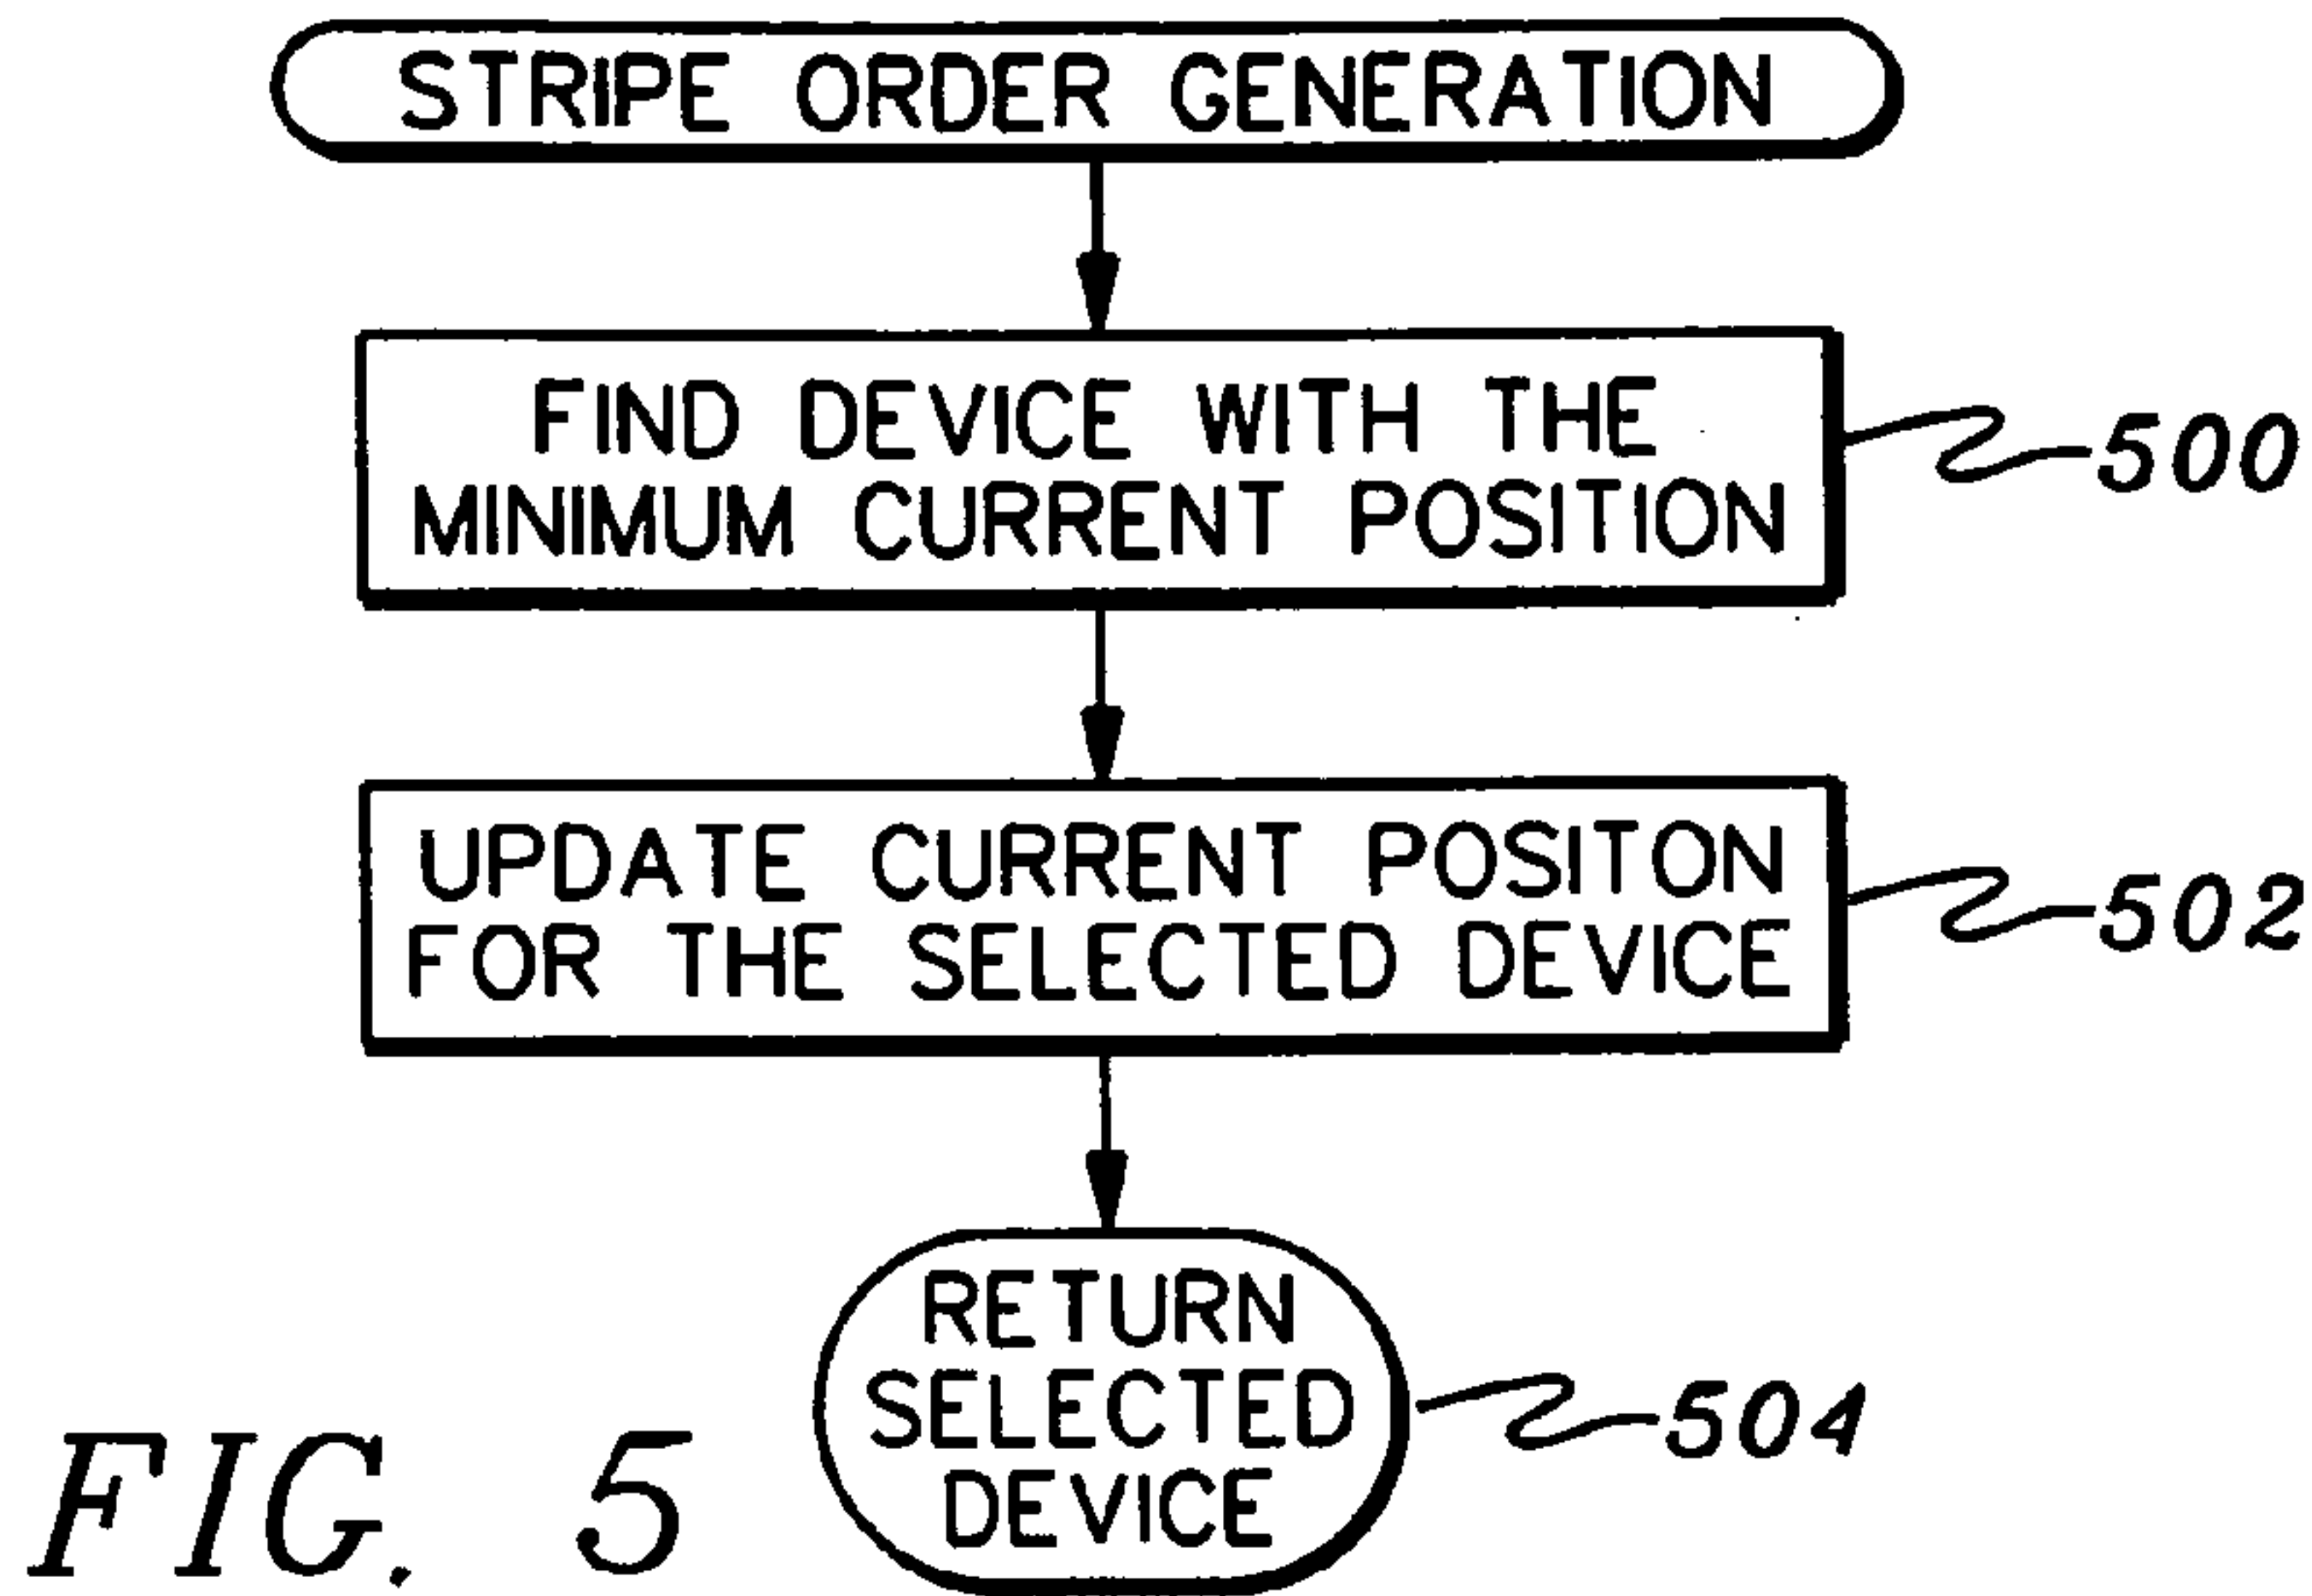 STRIPE ORDER GENERATION
FIND DEVICE WITH THE
MINIMUM CURRENT POSITION
500
UPDATE CURRENT POSITON
FOR THE SELECTED DEVICE
502
RETURN
SELECTED
DEVICE
504
FIG. 5